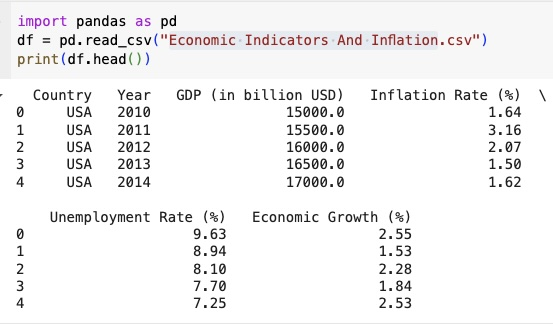 import pandas as pd
df = pd.read_csv("Economic Indicators And Inflation.csv")
print(df.head())
Country Year GDP (in billion USD) Inflation Rate (%) \
0 USA 2010 15000.0 1.64
1 USA 2011 15500.0 3.16
2 USA 2012 16000.0 2.07
3 USA 2013 16500.0 1.50
4 USA 2014 17000.0 1.62
Unemployment Rate (%) Economic Growth (%)
0 9.63 2.55
1 8.94 1.53
2 8.10 2.28
3 7.70 1.84
4 7.25 2.53